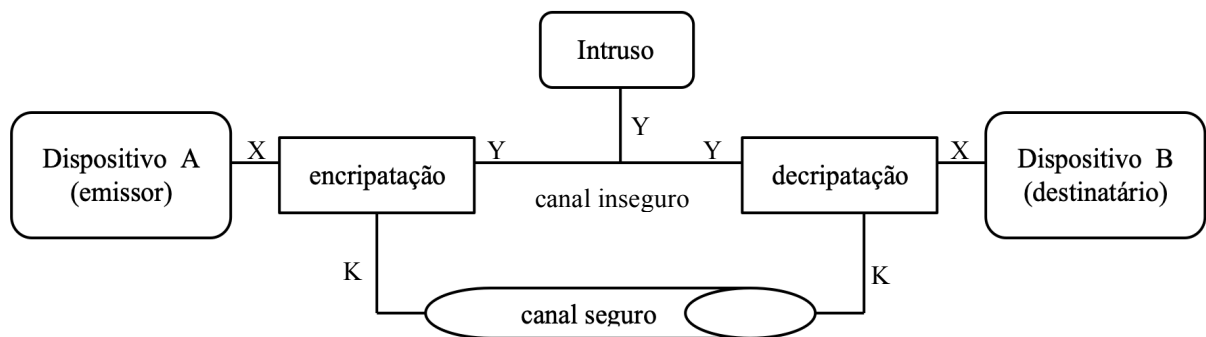 Intruso
Y
Dispositivo A
(emissor)
X
encripatação
Y
Y
decripatação
X
Dispositivo B
(destinatário)
canal inseguro
K
K
canal seguro